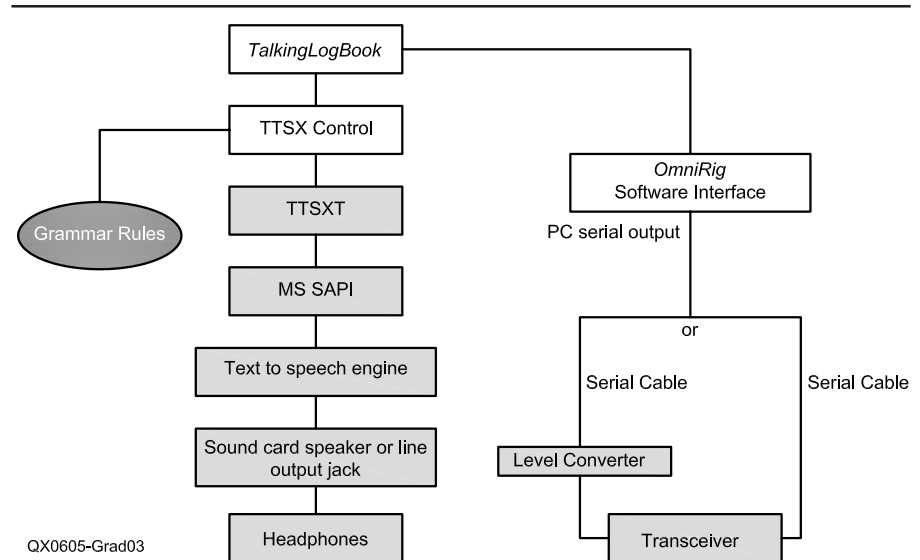 TalkingLogBook
TTSX Control
Grammar Rules
TTSXT
MS SAPI
Text to speech engine
Sound card speaker or line
output jack
Headphones
OmniRig
Software Interface
PC serial output
or
Serial Cable
Serial Cable
Level Converter
Transceiver
QX0605-Grad03